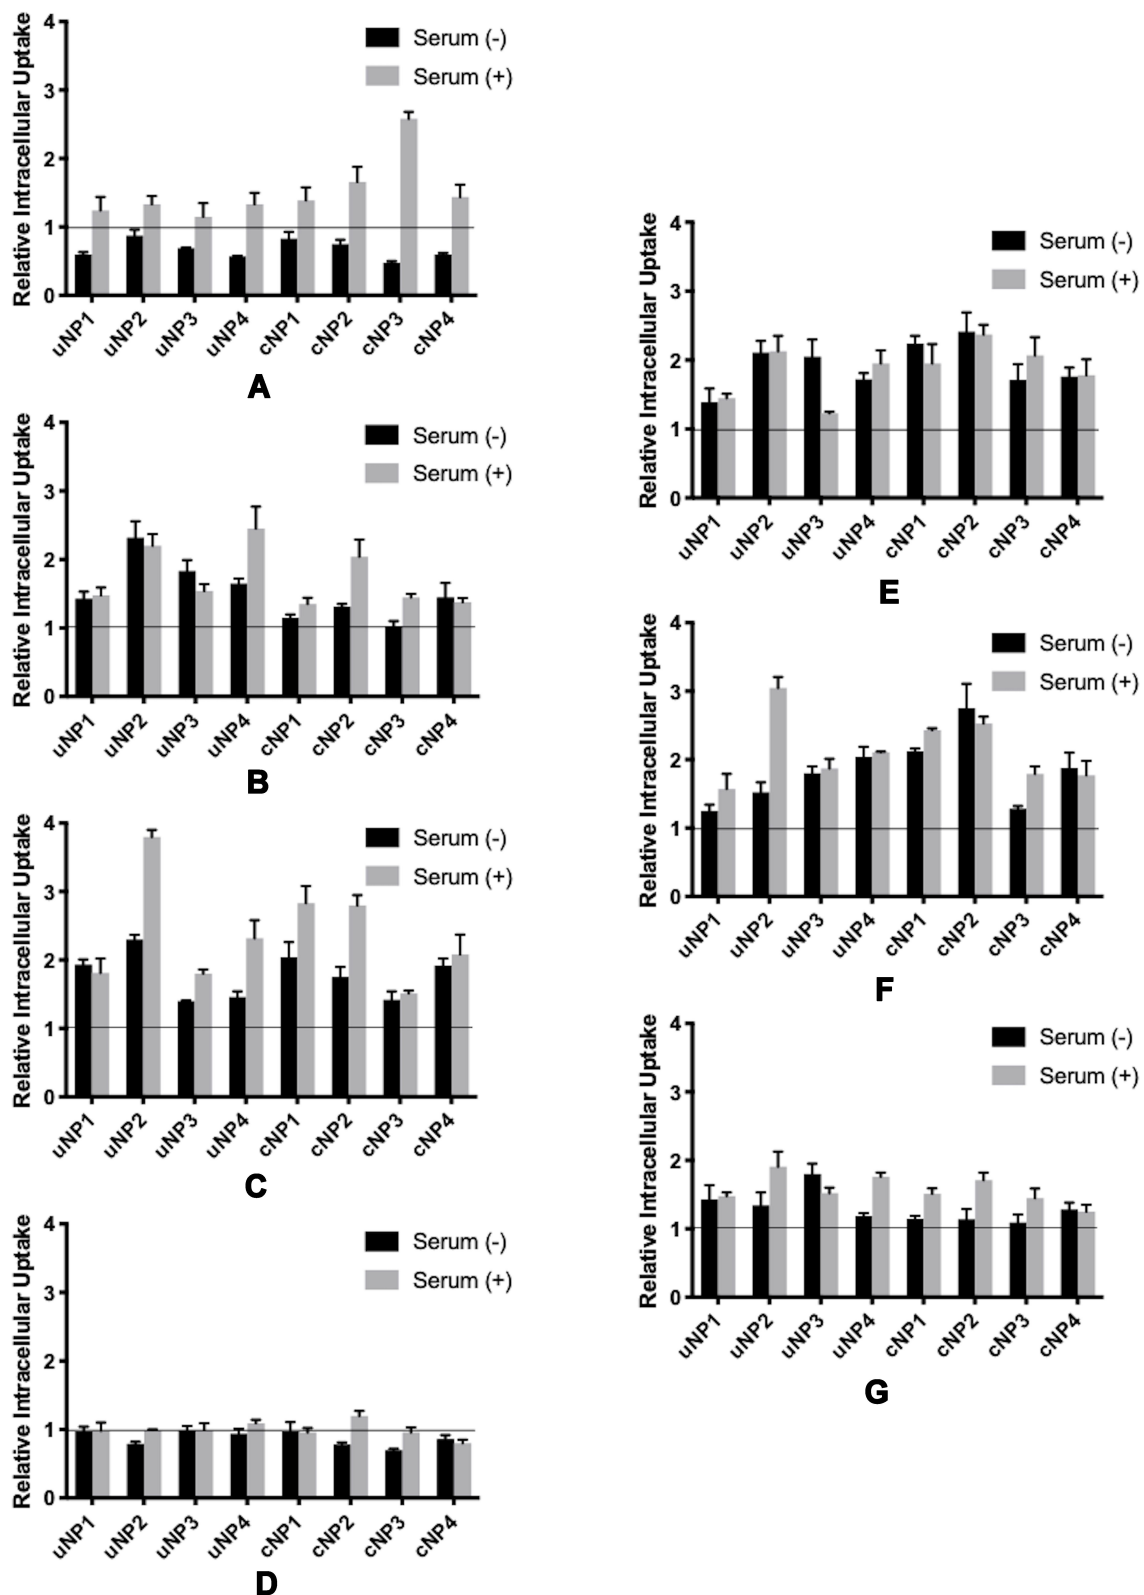 Relative Intracellular Uptake
4
3
2
1
0
Serum (-)
Serum (+)
uNP1 uNP2 uNP3 uNP4 cNP1 cNP2 cNP3 cNP4
A
Relative Intracellular Uptake
4
3
2
1
0
Serum (-)
Serum (+)
uNP1 uNP2 uNP3 uNP4 cNP1 cNP2 cNP3 cNP4
B
Relative Intracellular Uptake
4
3
2
1
0
Serum (-)
Serum (+)
uNP1 uNP2 uNP3 uNP4 cNP1 cNP2 cNP3 cNP4
C
Relative Intracellular Uptake
4
3
2
1
0
Serum (-)
Serum (+)
uNP1 uNP2 uNP3 uNP4 cNP1 cNP2 cNP3 cNP4
D
Relative Intracellular Uptake
4
3
2
1
0
Serum (-)
Serum (+)
uNP1 uNP2 uNP3 uNP4 cNP1 cNP2 cNP3 cNP4
E
Relative Intracellular Uptake
4
3
2
1
0
Serum (-)
Serum (+)
uNP1 uNP2 uNP3 uNP4 cNP1 cNP2 cNP3 cNP4
F
Relative Intracellular Uptake
4
3
2
1
0
Serum (-)
Serum (+)
uNP1 uNP2 uNP3 uNP4 cNP1 cNP2 cNP3 cNP4
G